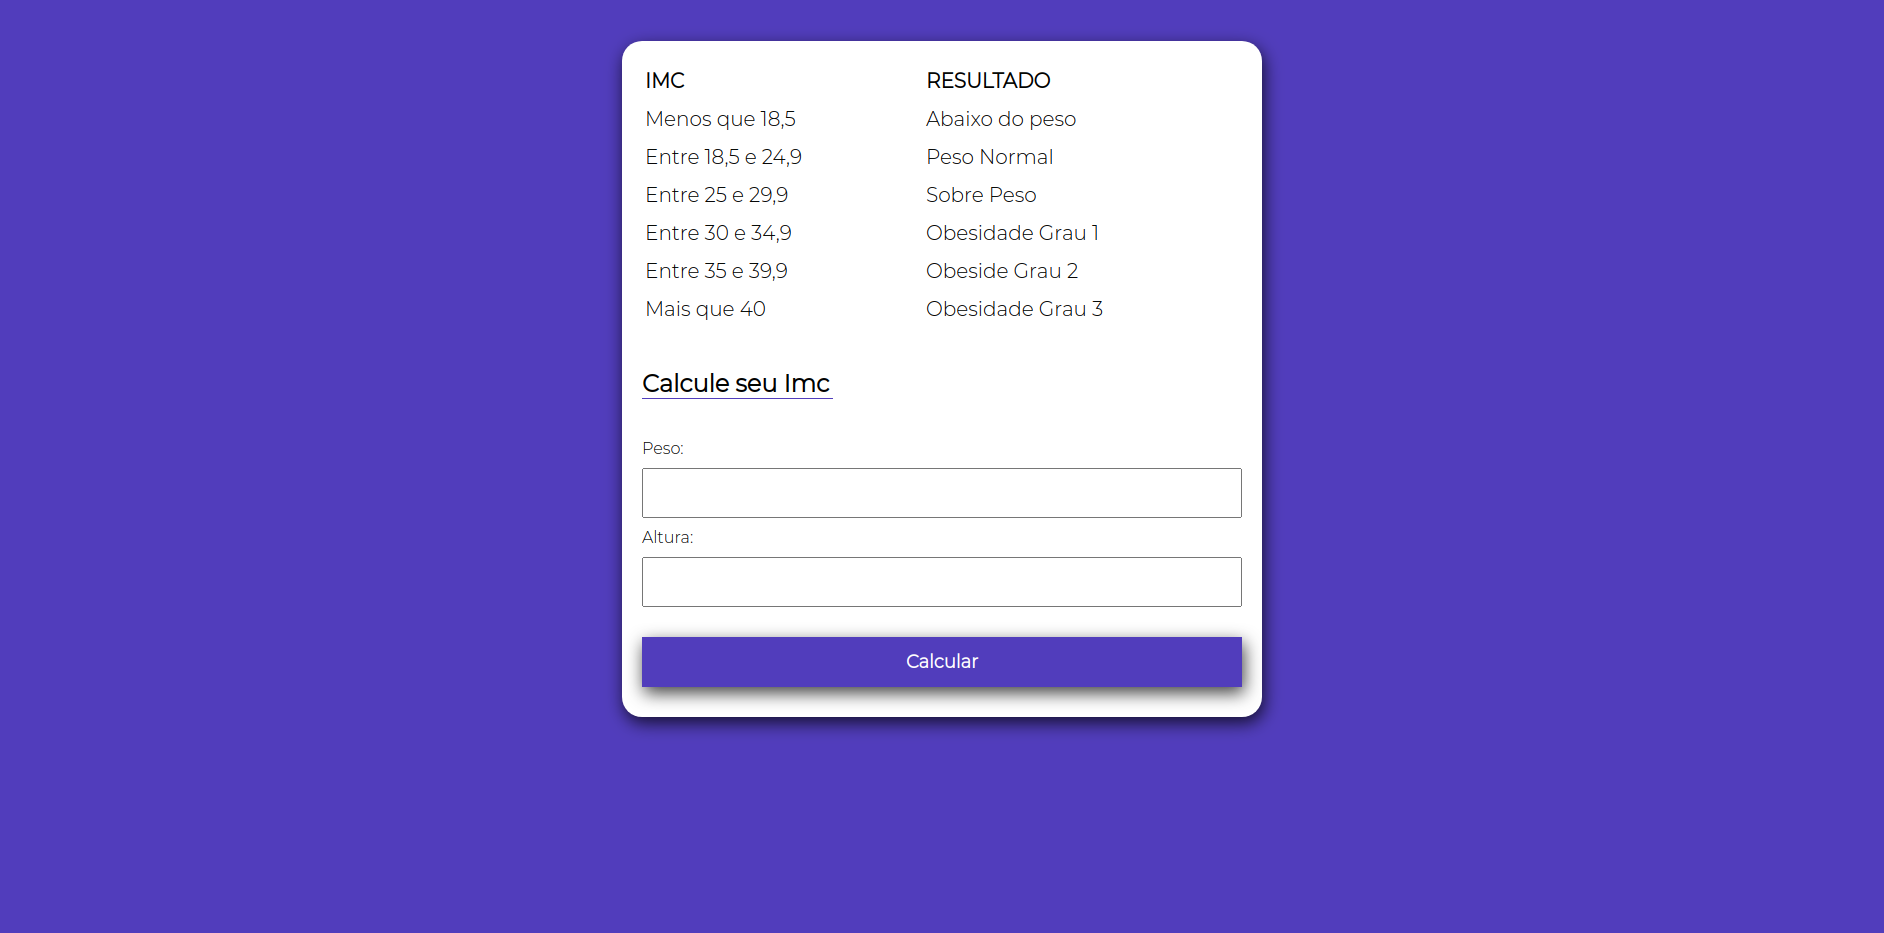 IMC RESULTADO
Menos que 18,5 Abaixo do peso
Entre 18,5 e 24,9 Peso Normal
Entre 25 e 29,9 Sobre Peso
Entre 30 e 34,9 Obesidade Grau 1
Entre 35 e 39,9 Obeside Grau 2
Mais que 40 Obesidade Grau 3
Calcule seu Imc
Peso:
Altura:
Calcular